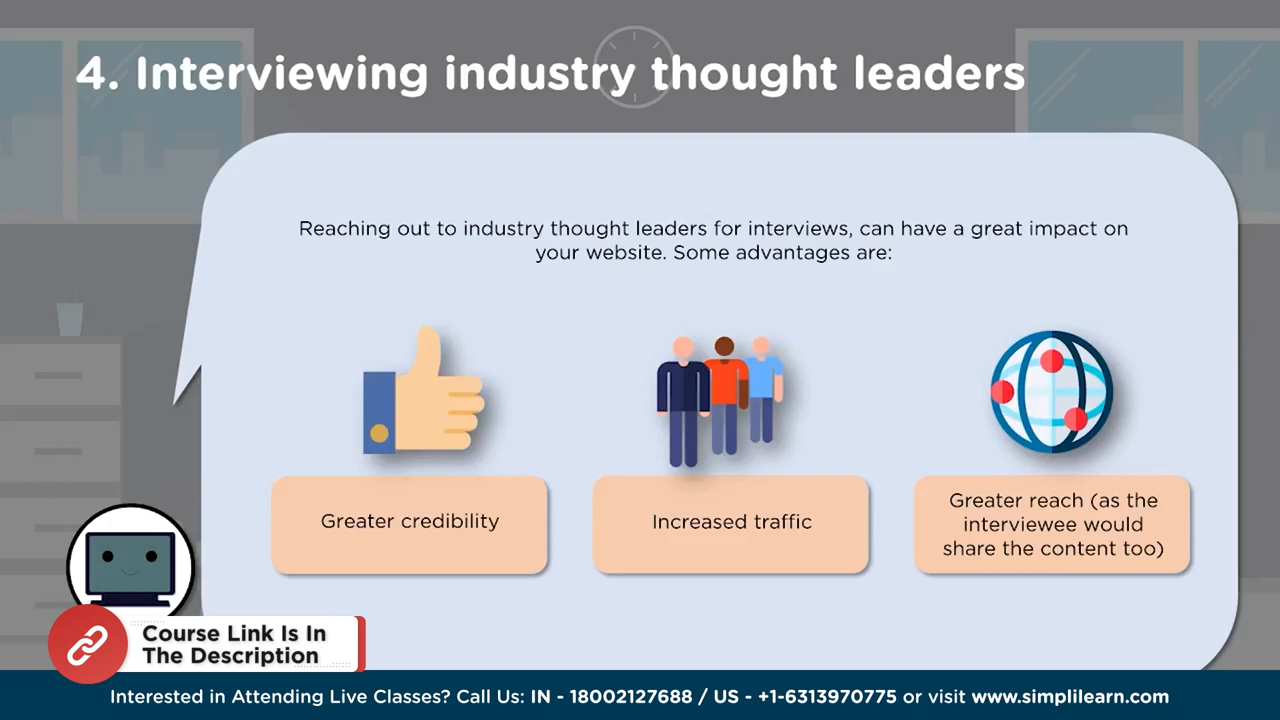 4. Interviewing industry thought leaders
Reaching out to industry thought leaders for interviews, can have a great impact on
your website. Some advantages are:
Greater credibility
Increased traffic
Greater reach (as the
interviewee would
share the content too)
Course Link Is In
The Description
Interested in Attending Live Classes? Call Us: IN - 18002127688 / US - +1-6313970775 or visit www.simplilearn.com